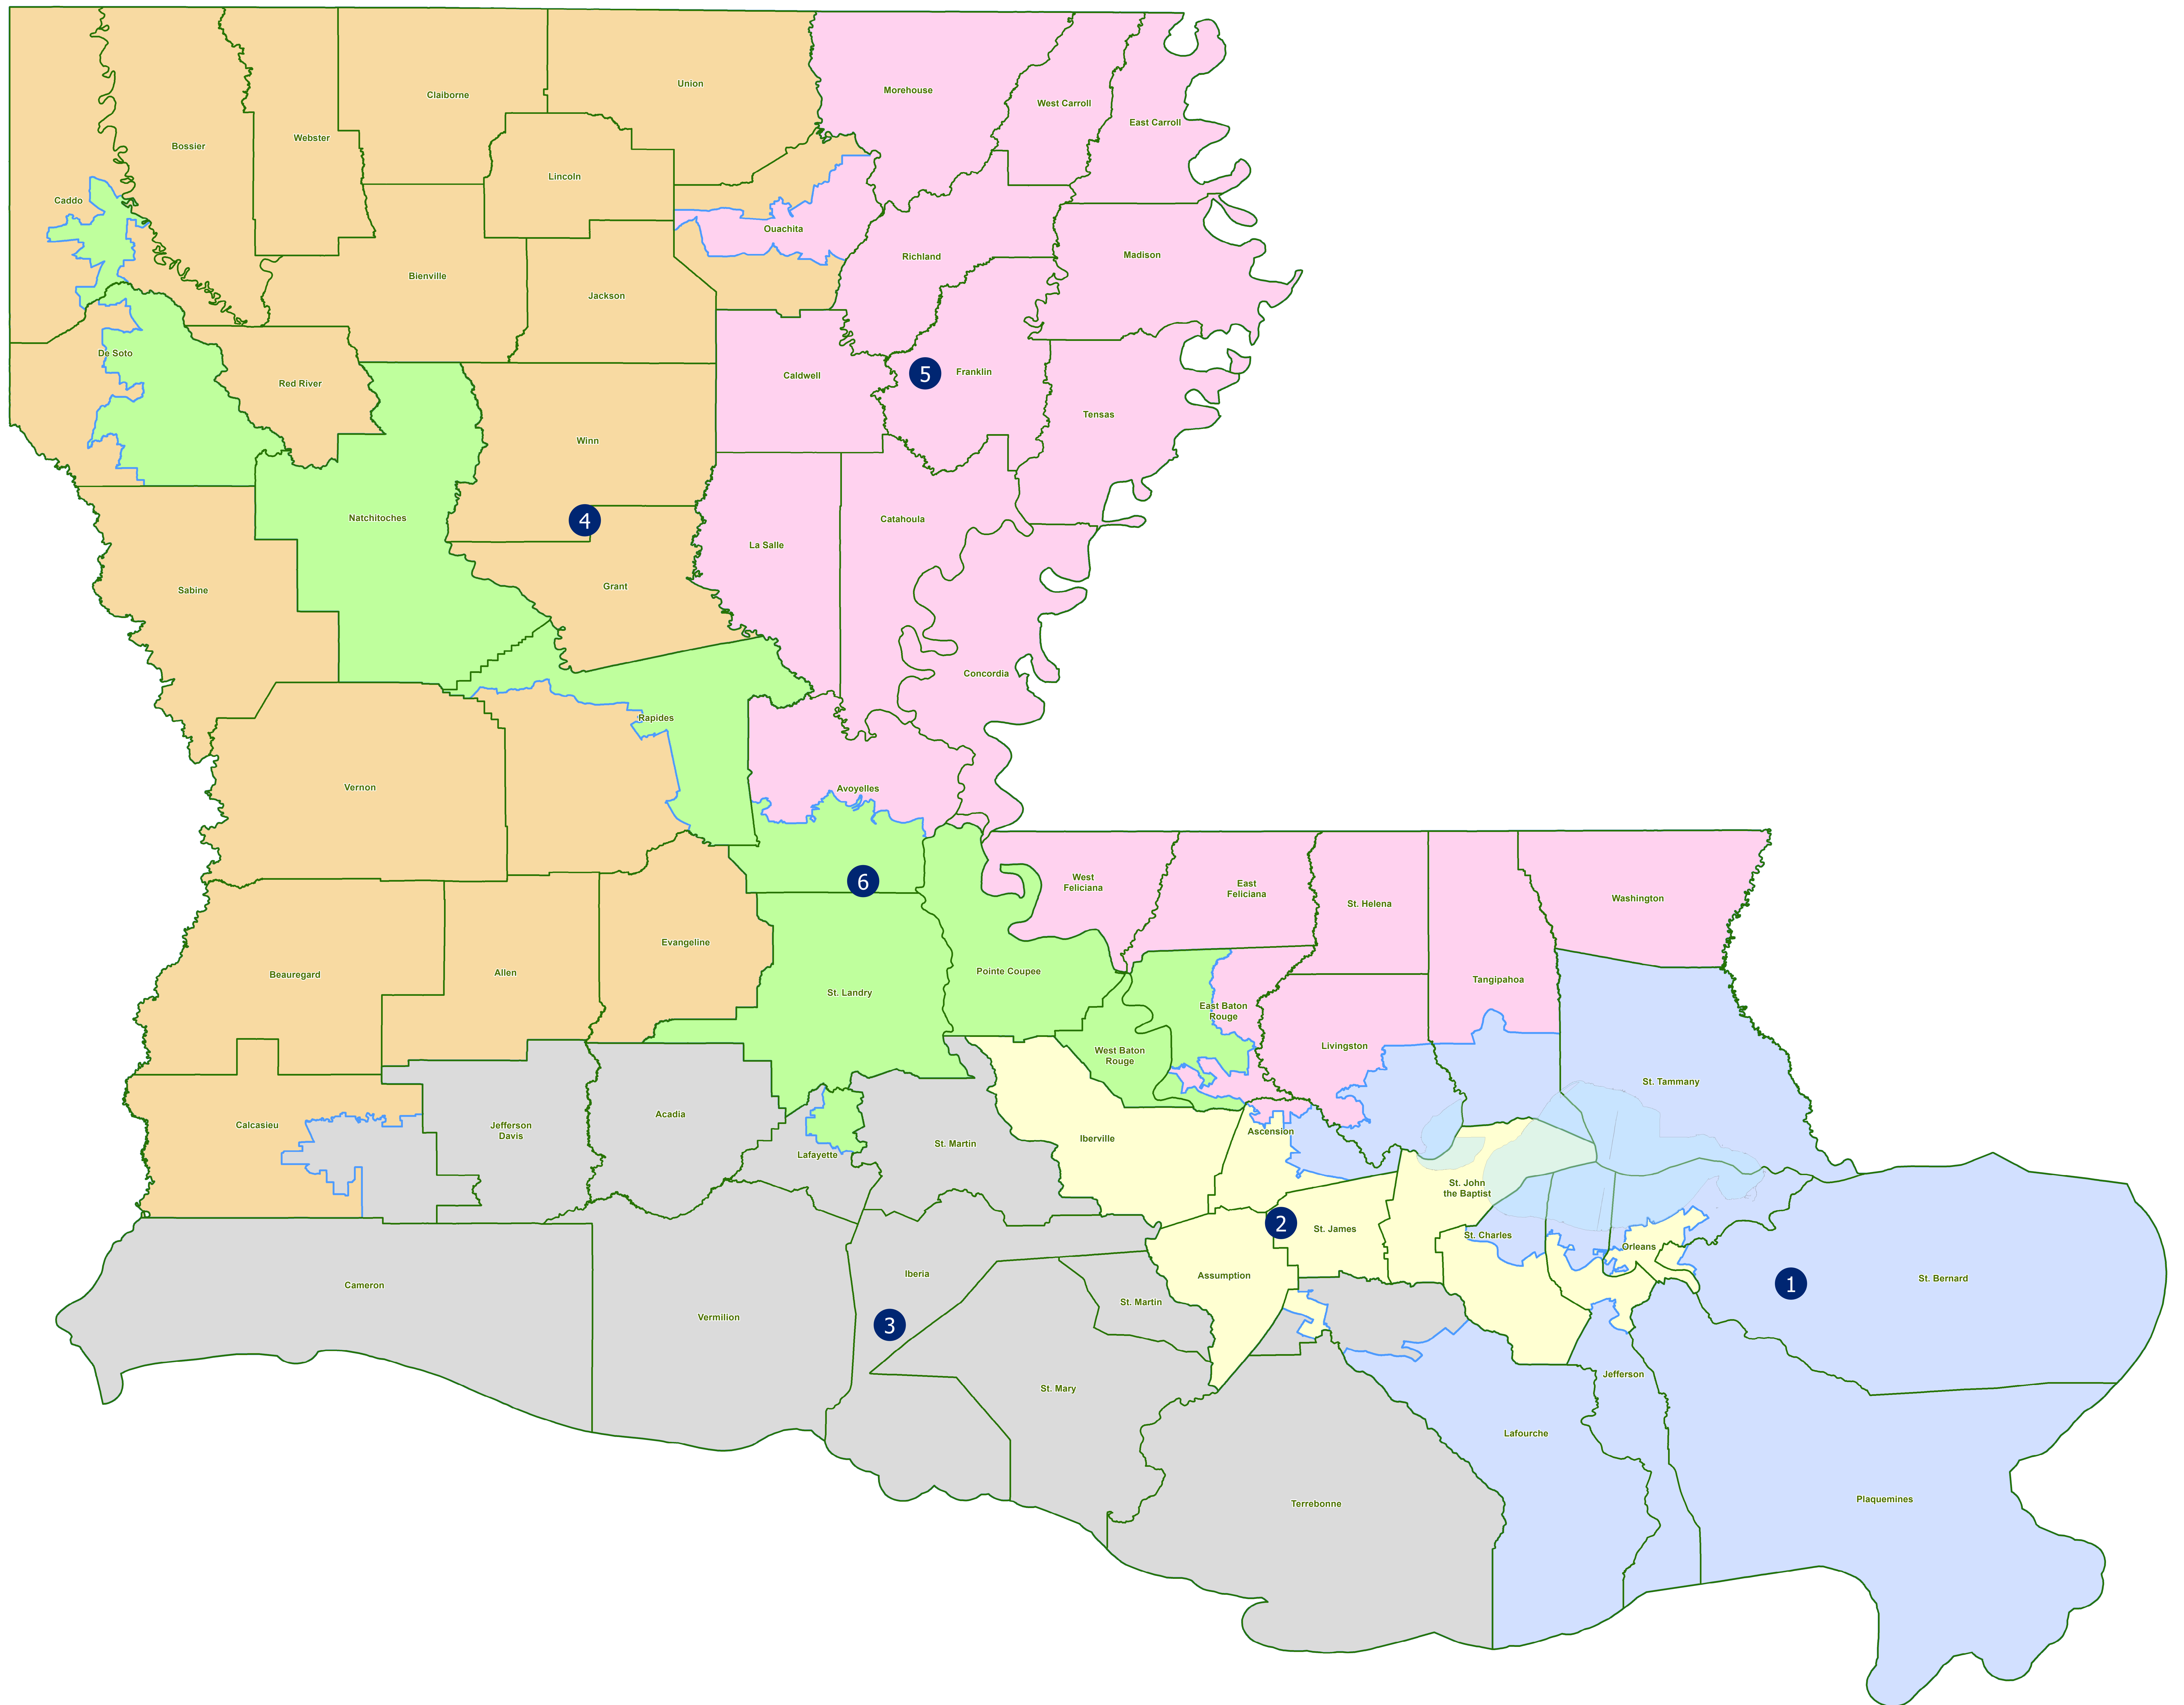 Union
Morehouse
Claiborne
West Carroll
East Carroll
Webster
Bossier
Lincoln
Caddo
Ouachita
Richland
Madison
Bienville
Jackson
De Soto
Red River
Caldwell
5
Franklin
Tensas
Winn
Natchitoches
4
Catahoula
La Salle
Sabine
Grant
Concordia
Rapides
Vernon
Avoyelles
6
West
Feliciana
East
Feliciana
St. Helena
Washington
Evangeline
Beauregard
Allen
St. Landry
Pointe Coupee
Tangipahoa
East Baton
Rouge
Livingston
West Baton
Rouge
St. Tammany
Acadia
Calcasieu
Jefferson
Davis
Lafayette
St. Martin
Iberville
Ascension
St. John
the Baptist
2
St. James
St. Charles
Orleans
Cameron
Iberia
Assumption
1
St. Bernard
Vermilion
3
St. Martin
St. Mary
Jefferson
Lafourche
Terrebonne
Plaquemines